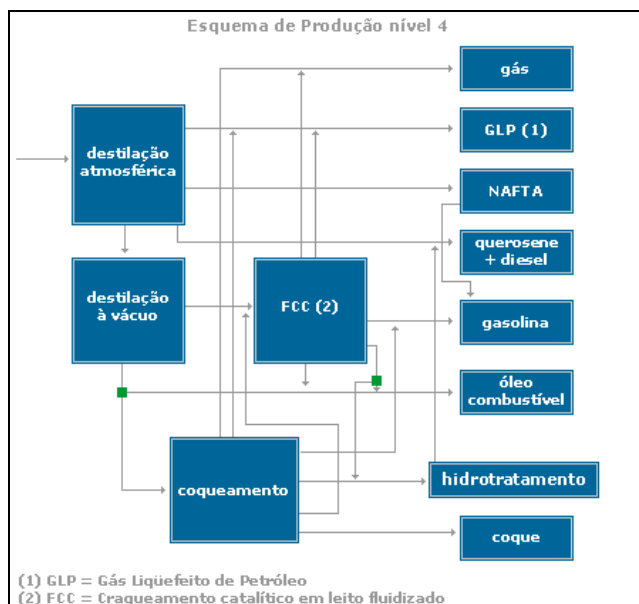 Esquema de Produção nível 4
gás
GLP (1)
destilação
atmosférica
NAFTA
querosene
+ diesel
destilação
à vácuo
FCC (2)
gasolina
óleo
combustível
coqueamento
hidrotratamento
coque
(1) GLP = Gás Liqüefeito de Petróleo
(2) FCC = Craqueamento catalítico em leito fluidizado